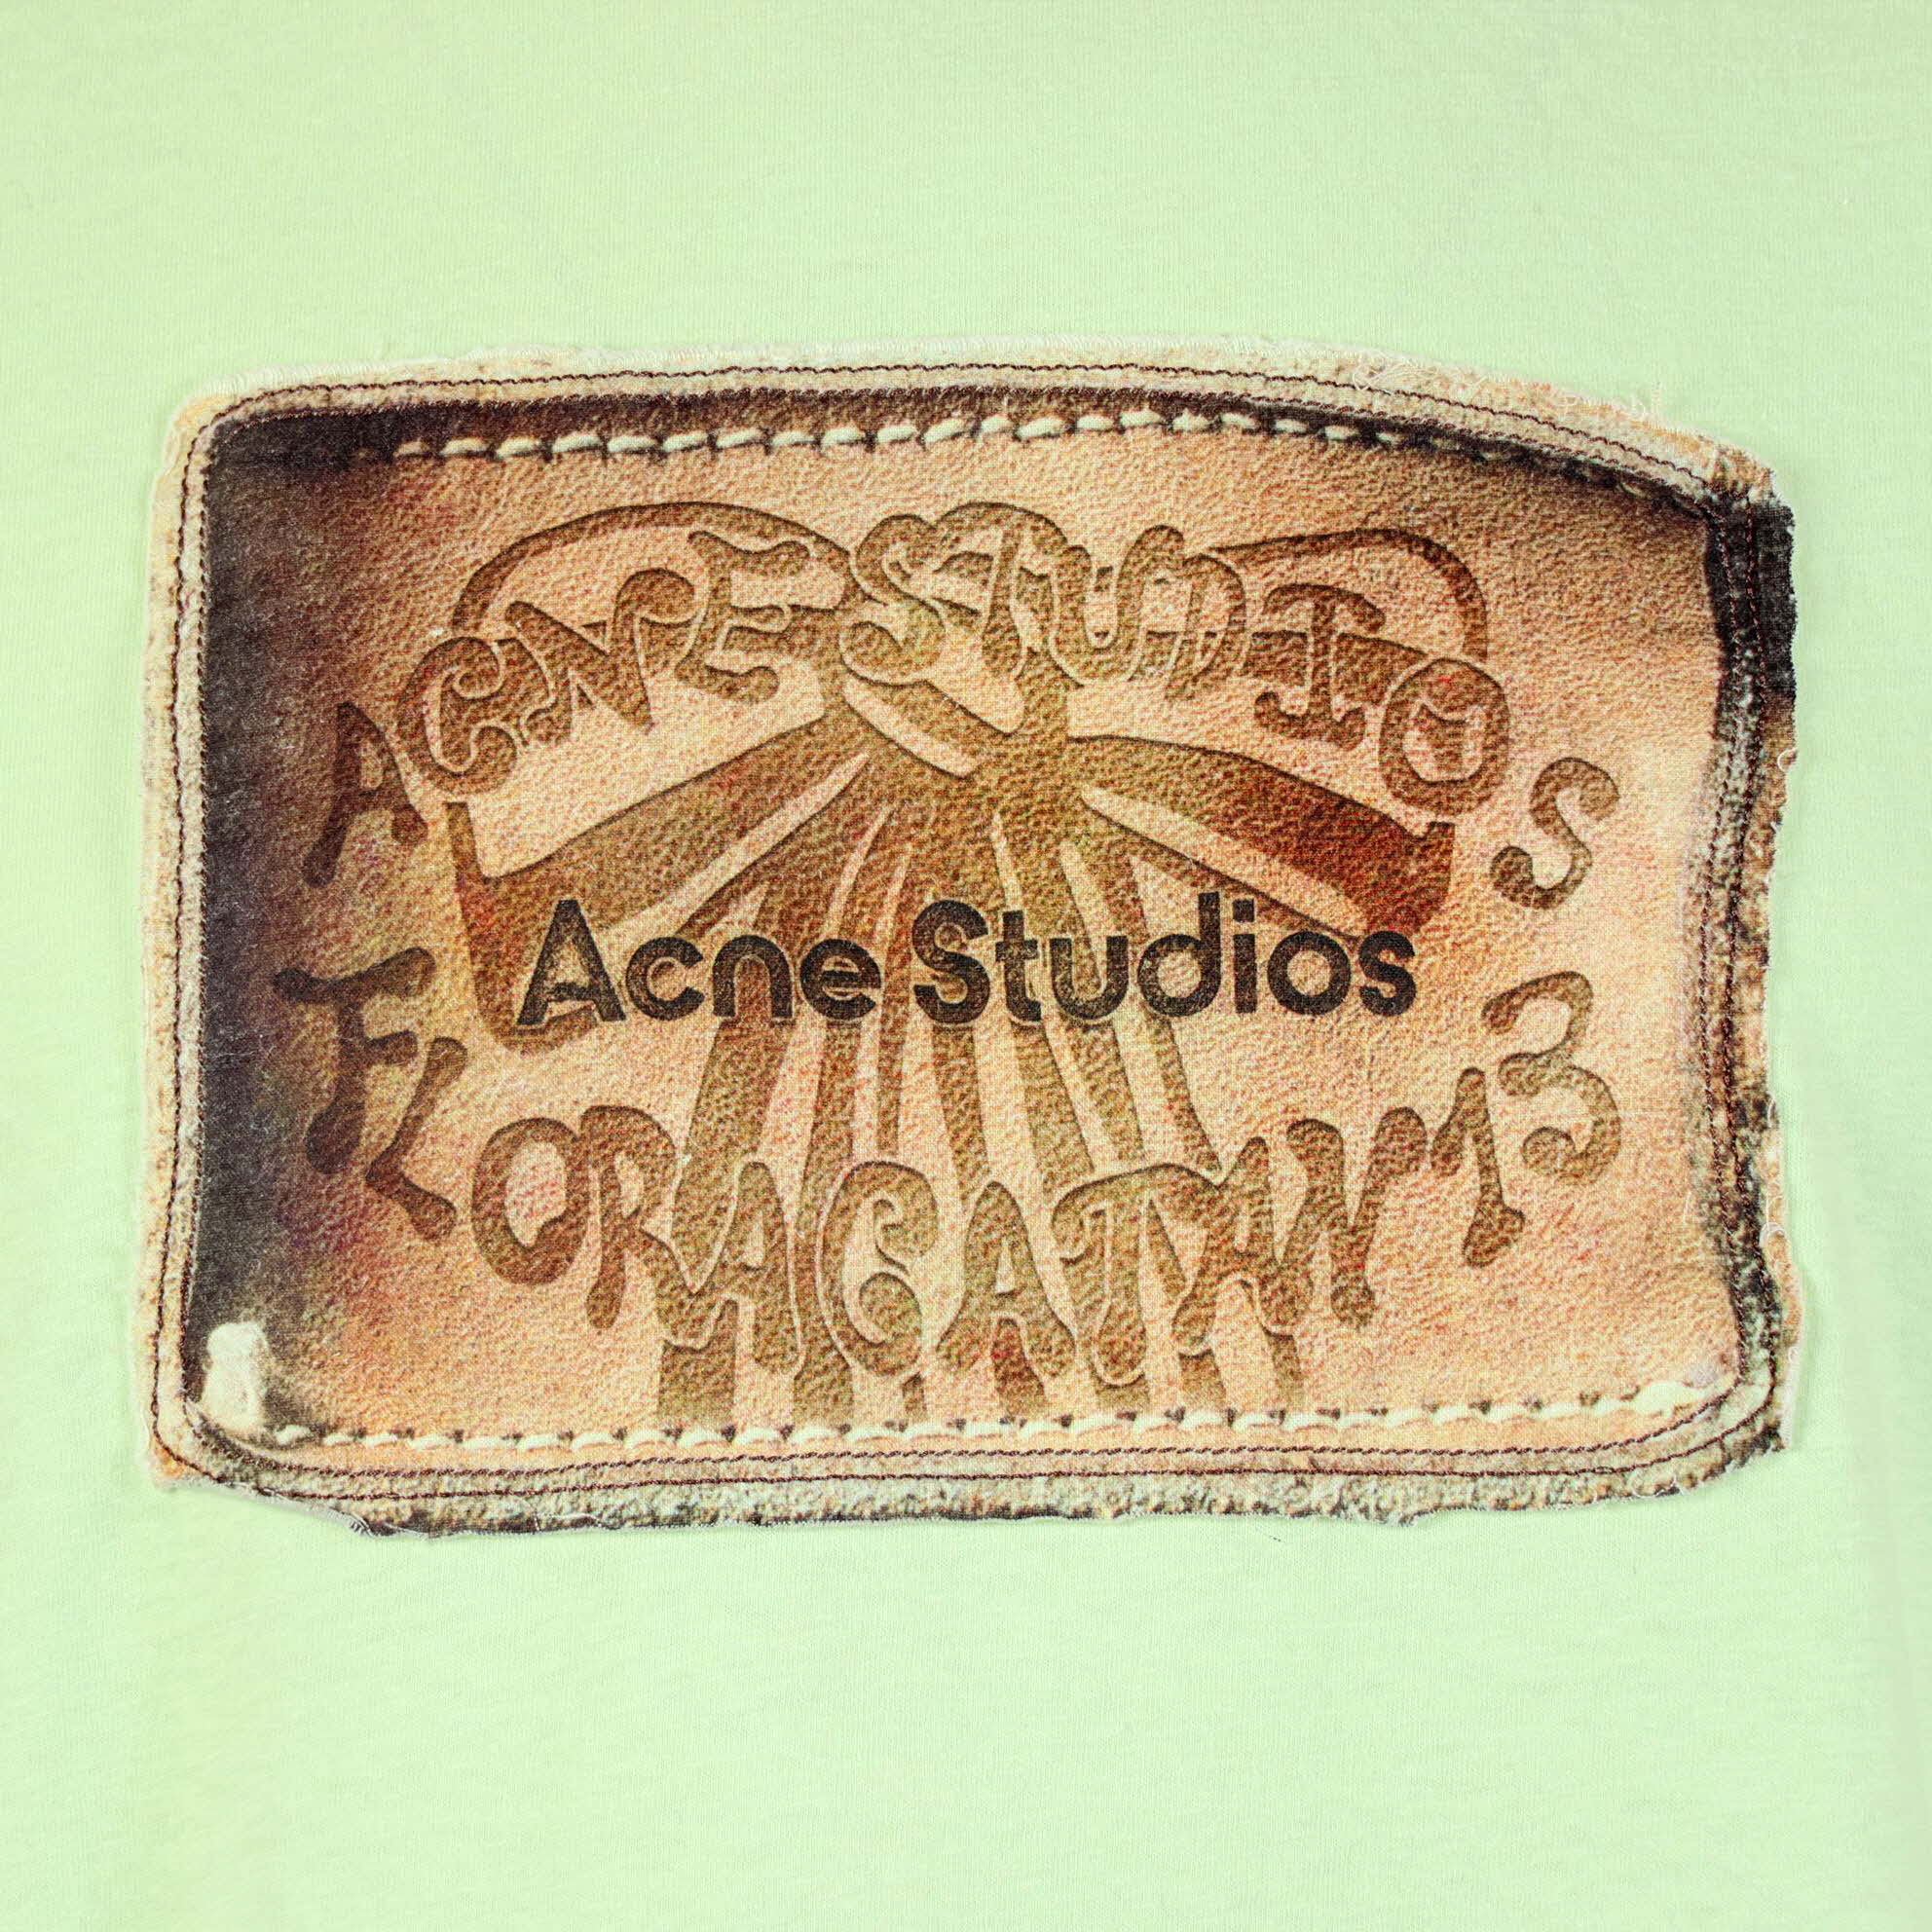 ACNE STUDIOS
Acne Studios
FLORAGATAN 13